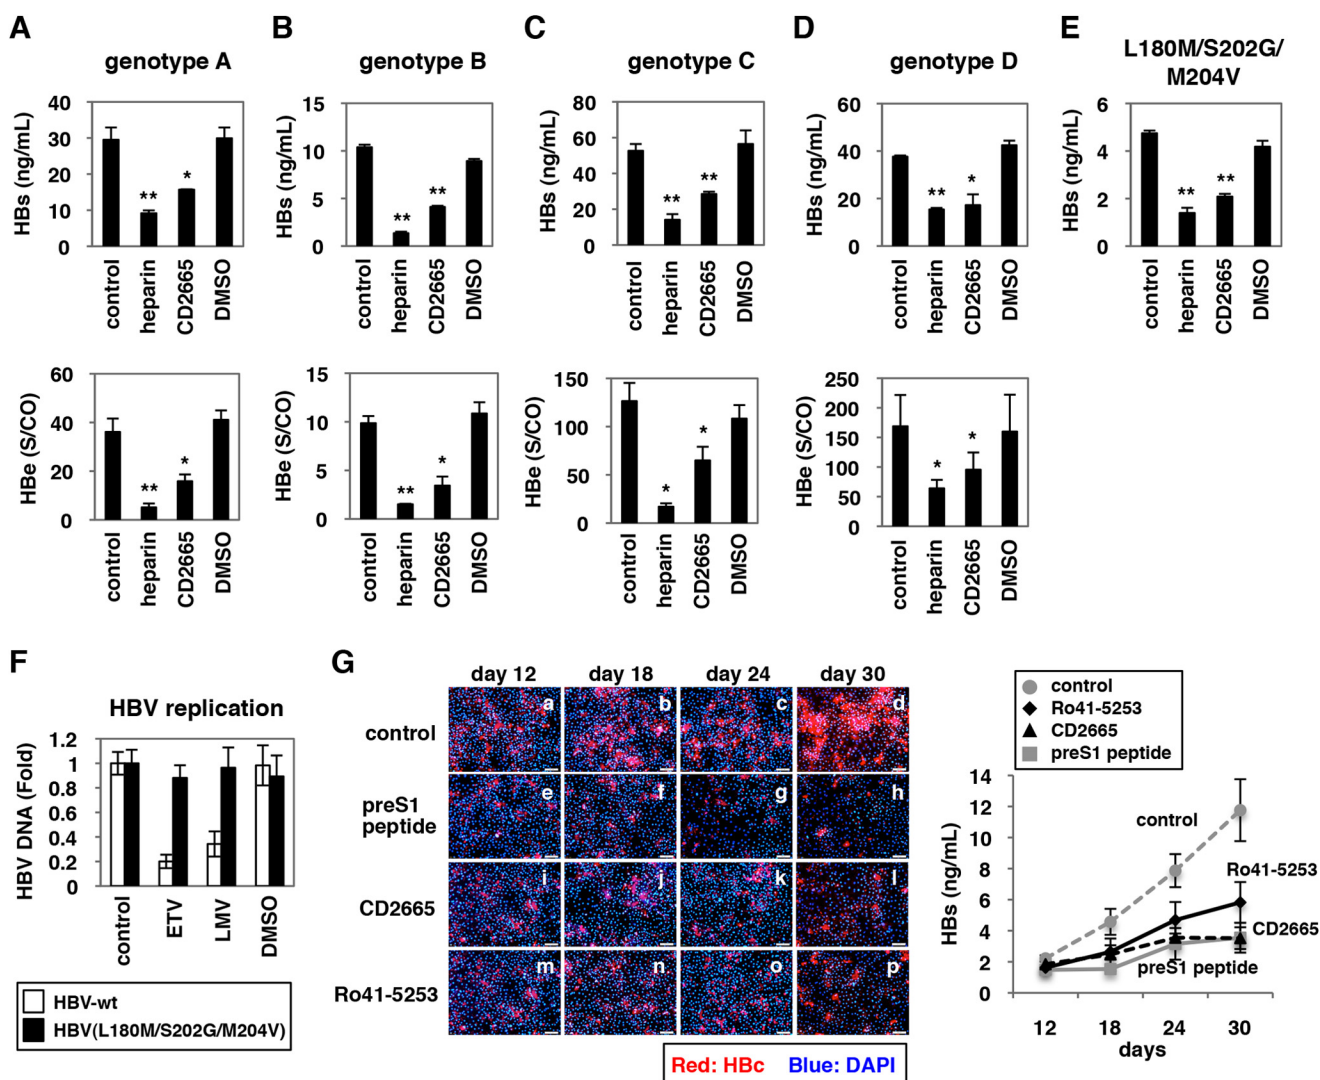 A
genotype A
HBs (ng/mL)
40
30
20
10
0
**
*
control
heparin
CD2665
DMSO
HBe (S/CO)
60
40
20
0
**
*
control
heparin
CD2665
DMSO
B
genotype B
HBs (ng/mL)
15
10
5
0
**
**
control
heparin
CD2665
DMSO
HBe (S/CO)
15
10
5
0
**
*
control
heparin
CD2665
DMSO
C
genotype C
HBs (ng/mL)
80
60
40
20
0
**
**
control
heparin
CD2665
DMSO
HBe (S/CO)
150
100
50
0
*
*
control
heparin
CD2665
DMSO
D
genotype D
HBs (ng/mL)
60
40
20
0
**
*
control
heparin
CD2665
DMSO
HBe (S/CO)
250
200
150
100
50
0
*
*
control
heparin
CD2665
DMSO
E
L180M/S202G/
M204V
HBs (ng/mL)
6
4
2
0
**
**
control
heparin
CD2665
DMSO
F
HBV replication
HBV DNA (Fold)
1.2
1
0.8
0.6
0.4
0.2
0
control
ETV
LMV
DMSO
HBV-wt
HBV(L180M/S202G/M204V)
G
day 12 day 18 day 24 day 30
control
a b c d
preS1
peptide
e f g h
CD2665
i j k l
Ro41-5253
m n o p
Red: HBc Blue: DAPI
control
Ro41-5253
CD2665
preS1 peptide
HBs (ng/mL)
14
12
10
8
6
4
2
0
control
Ro41-5253
CD2665
preS1 peptide
12 18 24 30
days